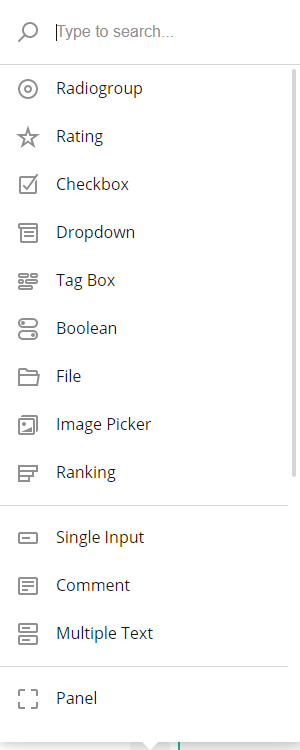 Type to search...
Radiogroup
Rating
Checkbox
Dropdown
Tag Box
Boolean
File
Image Picker
Ranking
Single Input
Comment
Multiple Text
Panel